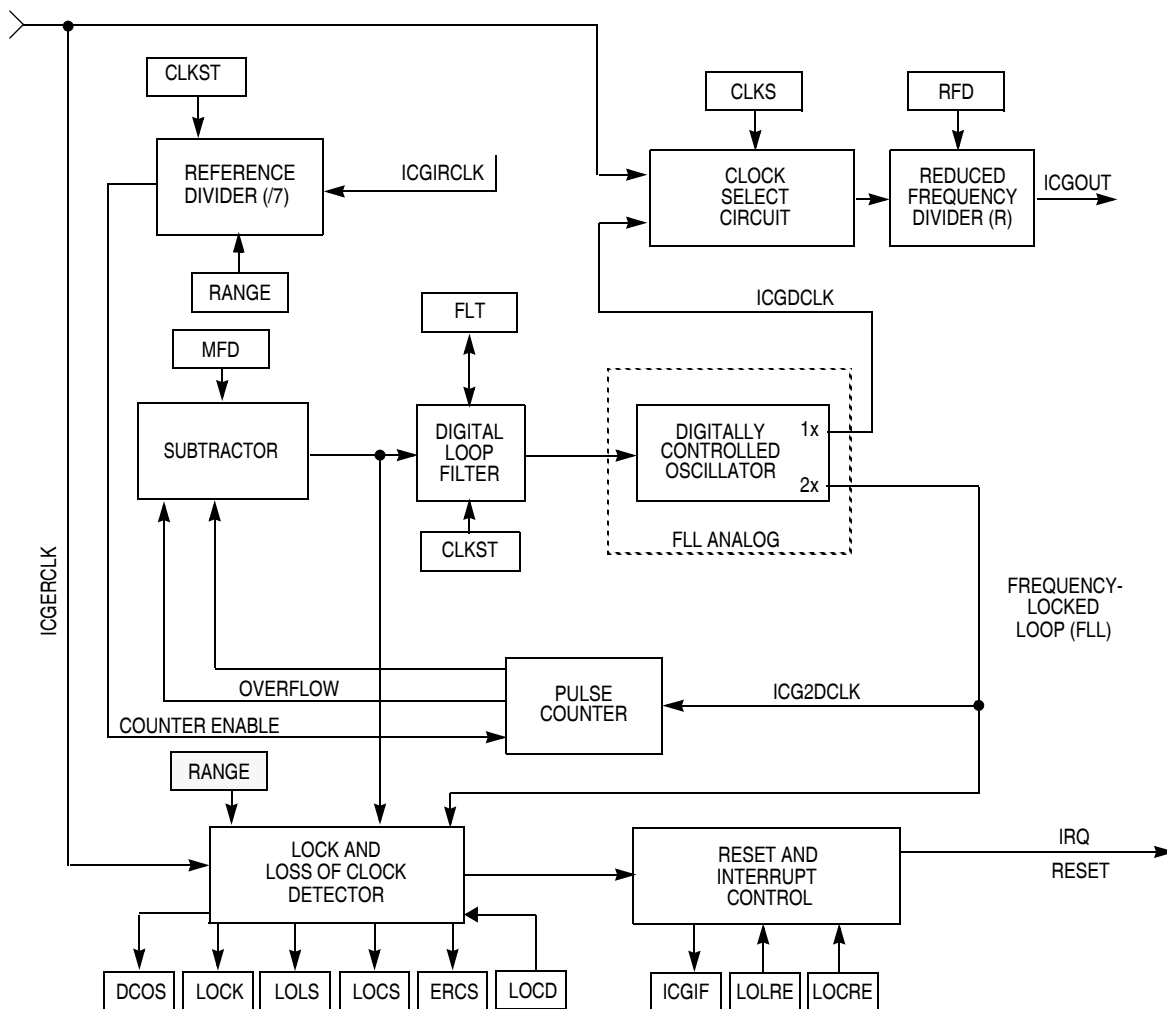 CLKST
CLKS
RFD
REFERENCE
DIVIDER (/7)
ICGIRCLK
CLOCK
SELECT
CIRCUIT
REDUCED
FREQUENCY
DIVIDER (R)
ICGOUT
RANGE
FLT
ICGDCLK
MFD
SUBTRACTOR
DIGITAL
LOOP
FILTER
DIGITALLY
CONTROLLED
OSCILLATOR
1x
2x
FLL ANALOG
CLKST
ICGERCLK
FREQUENCY-
LOCKED
LOOP (FLL)
OVERFLOW
PULSE
COUNTER
ICG2DCLK
COUNTER ENABLE
RANGE
LOCK AND
LOSS OF CLOCK
DETECTOR
RESET AND
INTERRUPT
CONTROL
IRQ
RESET
DCOS
LOCK
LOLS
LOCS
ERCS
LOCD
ICGIF
LOLRE
LOCRE